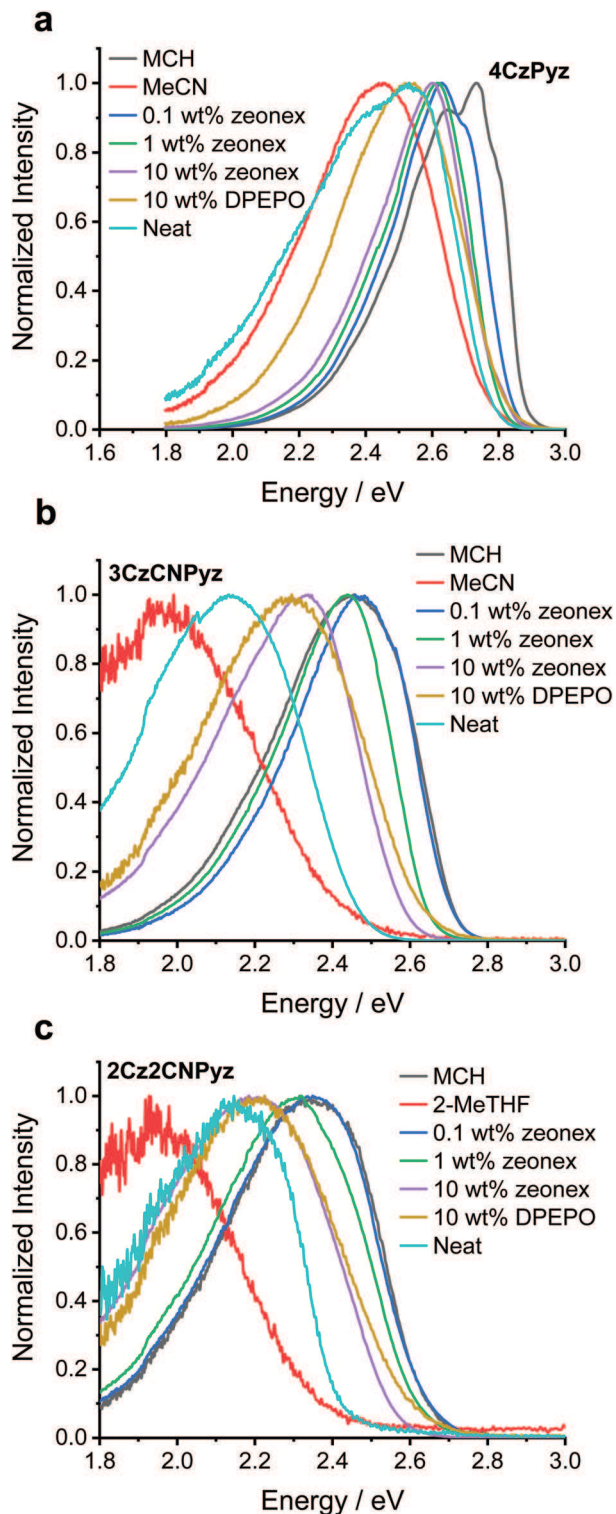 a
MCH
MeCN
0.1 wt% zeonex
1 wt% zeonex
10 wt% zeonex
10 wt% DPEPO
Neat
4CzPyz
Normalized Intensity
1.0
0.8
0.6
0.4
0.2
0.0
1.6 1.8 2.0 2.2 2.4 2.6 2.8 3.0
Energy / eV
b
3CzCNPyz
MCH
MeCN
0.1 wt% zeonex
1 wt% zeonex
10 wt% zeonex
10 wt% DPEPO
Neat
Normalized Intensity
1.0
0.8
0.6
0.4
0.2
0.0
1.8 2.0 2.2 2.4 2.6 2.8 3.0
Energy / eV
c
2Cz2CNPyz
MCH
2-MeTHF
0.1 wt% zeonex
1 wt% zeonex
10 wt% zeonex
10 wt% DPEPO
Neat
Normalized Intensity
1.0
0.8
0.6
0.4
0.2
0.0
1.8 2.0 2.2 2.4 2.6 2.8 3.0
Energy / eV